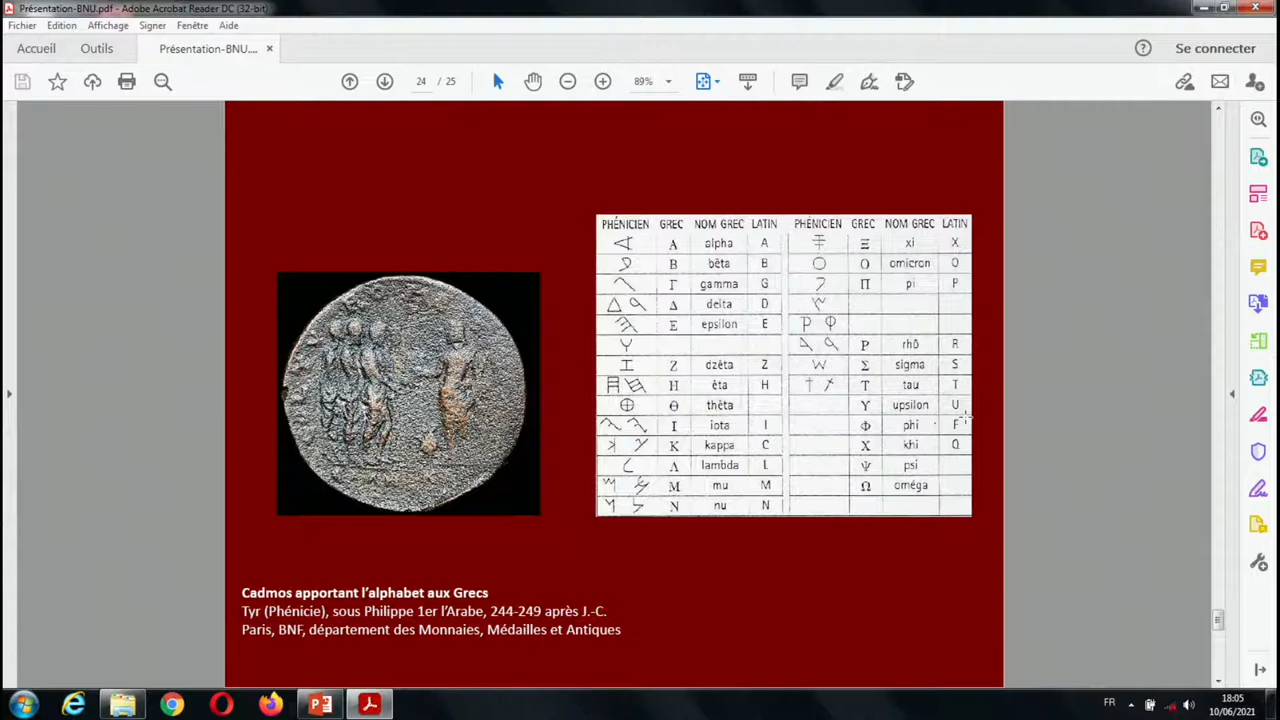 Présentation-BNU.pdf - Adobe Acrobat Reader DC (32-bit)
Fichier Edition Affichage Signer Fenêtre Aide
Accueil Outils Présentation-BNU.... × Se connecter
24 / 25 89%
PHÉNICIEN GREC NOM GREC LATIN PHÉNICIEN GREC NOM GREC LATIN
Α alpha A Ξ xi X
Β bêta B Ο omicron O
Γ gamma G Π pi P
Δ delta D
Ε epsilon E
Ρ rhô R
Ζ dzêta Z Σ sigma S
Η êta H Τ tau T
Θ thêta Υ upsilon U
Ι iota I Φ phi F
Κ kappa C Χ khi Q
Λ lambda L Ψ psi
Μ mu M Ω oméga
Ν nu N
Cadmos apportant l'alphabet aux Grecs
Tyr (Phénicie), sous Philippe 1er l'Arabe, 244-249 après J.-C.
Paris, BNF, département des Monnaies, Médailles et Antiques
FR 18:05
10/06/2021